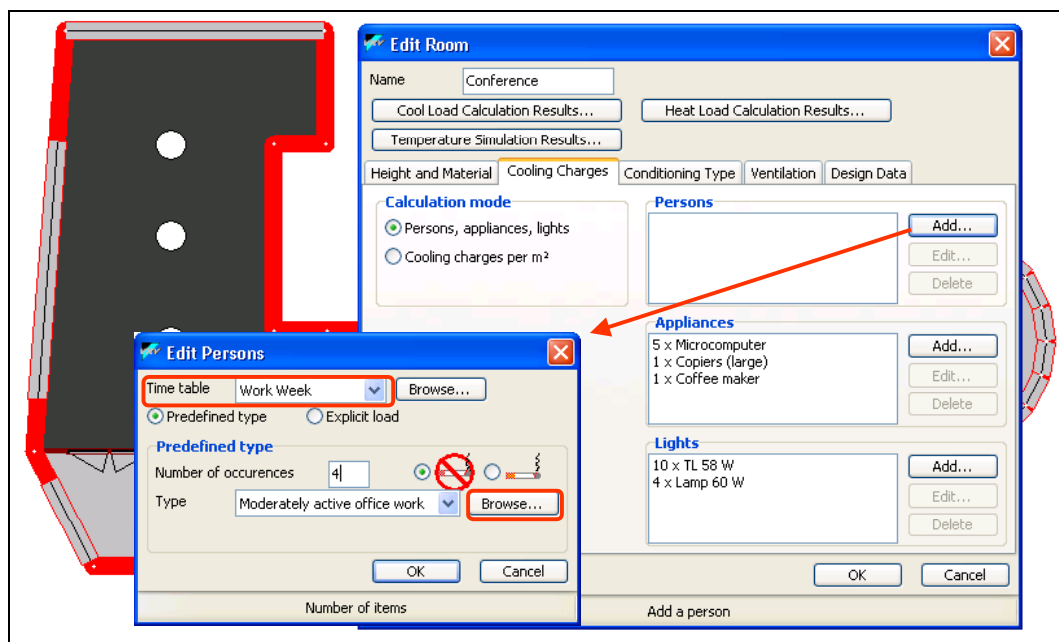 Edit Room
Name Conference
Cool Load Calculation Results... Heat Load Calculation Results...
Temperature Simulation Results...
Height and Material Cooling Charges Conditioning Type Ventilation Design Data
Calculation mode
Persons, appliances, lights
Cooling charges per m²
Persons
Add...
Edit...
Delete
Appliances
5 x Microcomputer
1 x Copiers (large)
1 x Coffee maker
Add...
Edit...
Delete
Lights
10 x TL 58 W
4 x Lamp 60 W
Add...
Edit...
Delete
OK Cancel
Add a person
Edit Persons
Time table Work Week Browse...
Predefined type Explicit load
Predefined type
Number of occurences 4
Type Moderately active office work Browse...
OK Cancel
Number of items